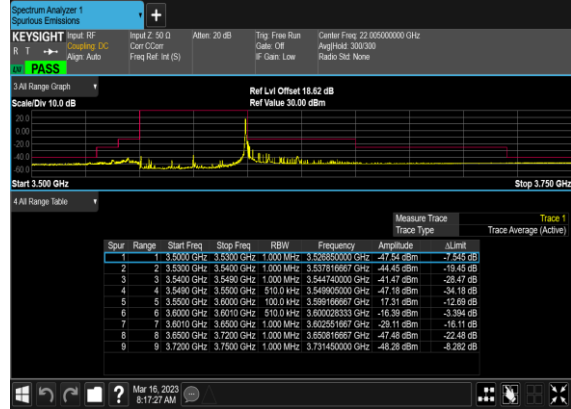 Spectrum Analyzer 1
Spurious Emissions
KEYSIGHT Input: RF Input Z: 50 Ω Atten: 20 dB Trig: Free Run Center Freq: 22.005000000 GHz
R T Coupling: DC Corr CCorr Gate: Off Avg|Hold: 300/300
Align: Auto Freq Ref: Int (S) IF Gain: Low Radio Std: None
PASS
3 All Range Graph
Ref Lvl Offset 18.62 dB
Scale/Div 10.0 dB Ref Value 30.00 dBm
20.0
0.00
-20.0
-40.0
-60.0
Start 3.500 GHz Stop 3.750 GHz
4 All Range Table
Measure Trace Trace 1
Trace Type Trace Average (Active)
Spur Range Start Freq Stop Freq RBW Frequency Amplitude ΔLimit
1 1 3.5000 GHz 3.5300 GHz 1.000 MHz 3.526850000 GHz -47.54 dBm -7.545 dB
2 2 3.5300 GHz 3.5400 GHz 1.000 MHz 3.537816667 GHz -44.45 dBm -19.45 dB
3 3 3.5400 GHz 3.5490 GHz 1.000 MHz 3.544740000 GHz -41.47 dBm -28.47 dB
4 4 3.5490 GHz 3.5500 GHz 510.0 kHz 3.549905000 GHz -47.18 dBm -34.18 dB
5 5 3.5500 GHz 3.6000 GHz 100.0 kHz 3.599166667 GHz 17.31 dBm -12.69 dB
6 6 3.6000 GHz 3.6010 GHz 510.0 kHz 3.600028333 GHz -16.39 dBm -3.394 dB
7 7 3.6010 GHz 3.6500 GHz 1.000 MHz 3.602551667 GHz -29.11 dBm -16.11 dB
8 8 3.6500 GHz 3.7200 GHz 1.000 MHz 3.650816667 GHz -47.48 dBm -22.48 dB
9 9 3.7200 GHz 3.7500 GHz 1.000 MHz 3.731450000 GHz -48.28 dBm -8.282 dB
Mar 16, 2023
8:17:27 AM